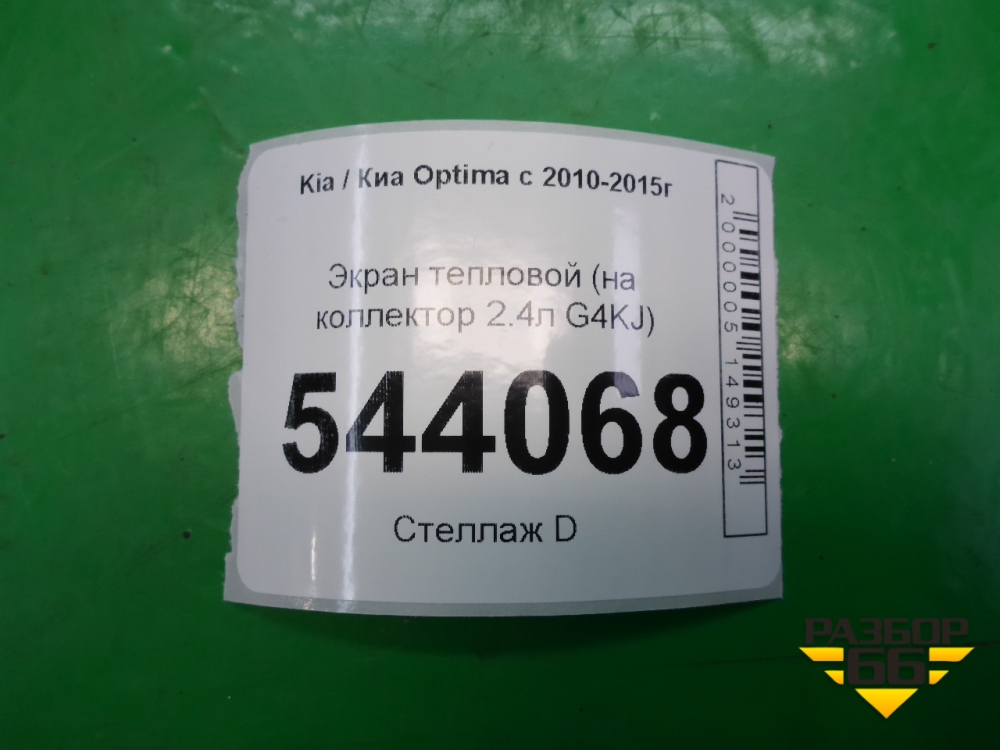 Kia / Киа Optima с 2010-2015г
Экран тепловой (на
коллектор 2.4л G4KJ)
544068
Стеллаж D
2000005149313
РАЗБОР
66